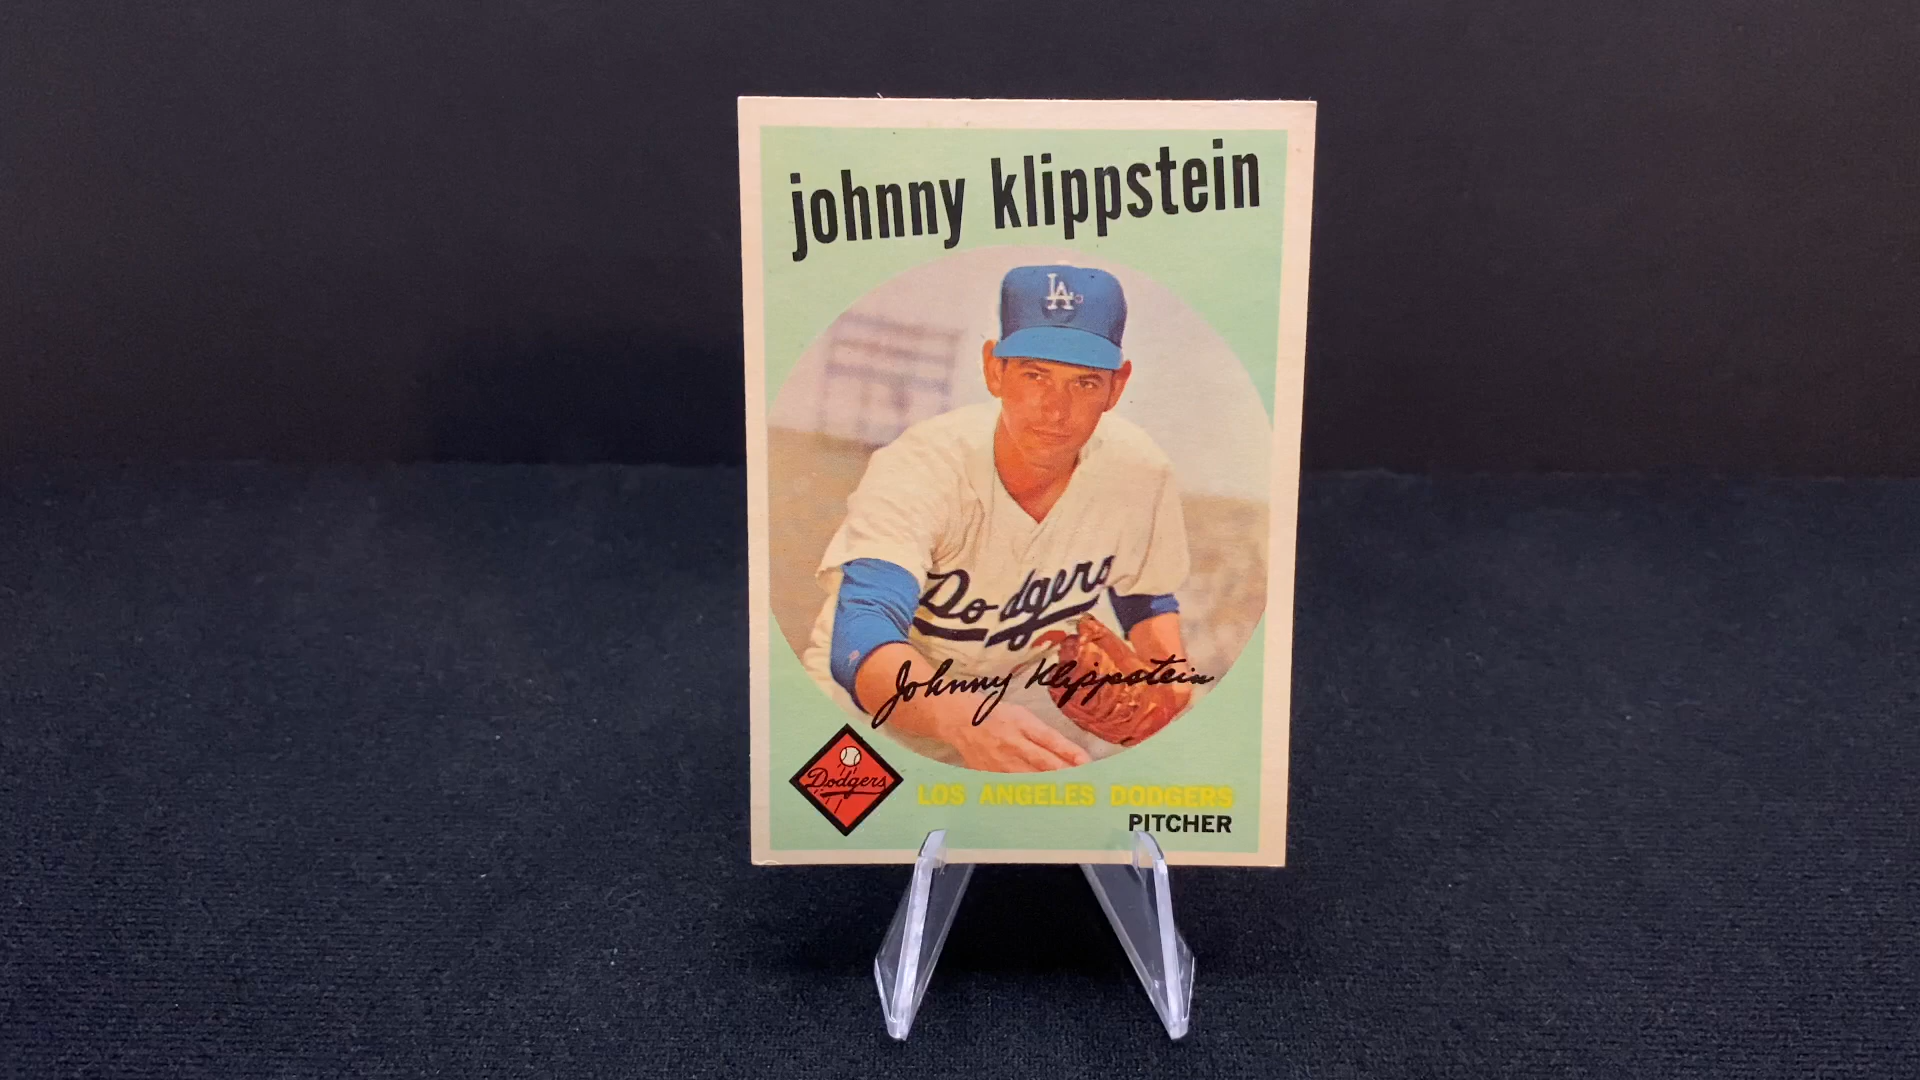 johnny klippstein
LA
Dodgers
Johnny Klippstein
Dodgers
LOS ANGELES DODGERS
PITCHER